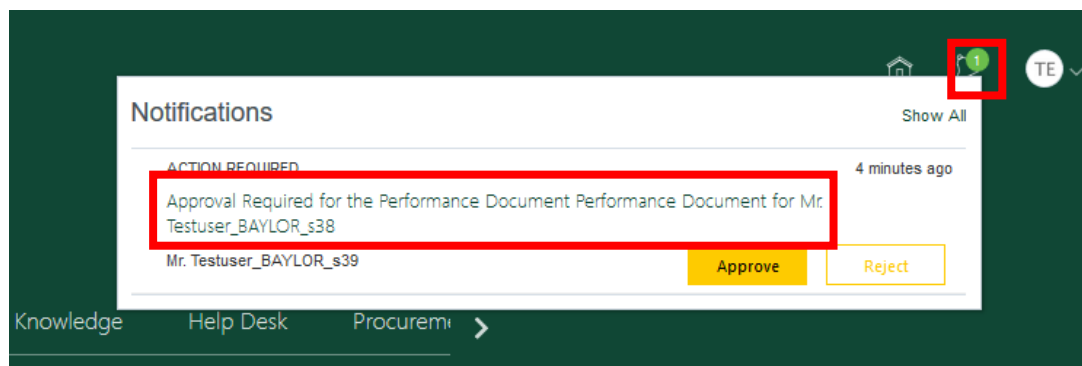 1
TE
Notifications
Show All
ACTION REQUIRED
4 minutes ago
Approval Required for the Performance Document Performance Document for Mr.
Testuser_BAYLOR_s38
Mr. Testuser_BAYLOR_s39
Approve
Reject
Knowledge
Help Desk
Procurem